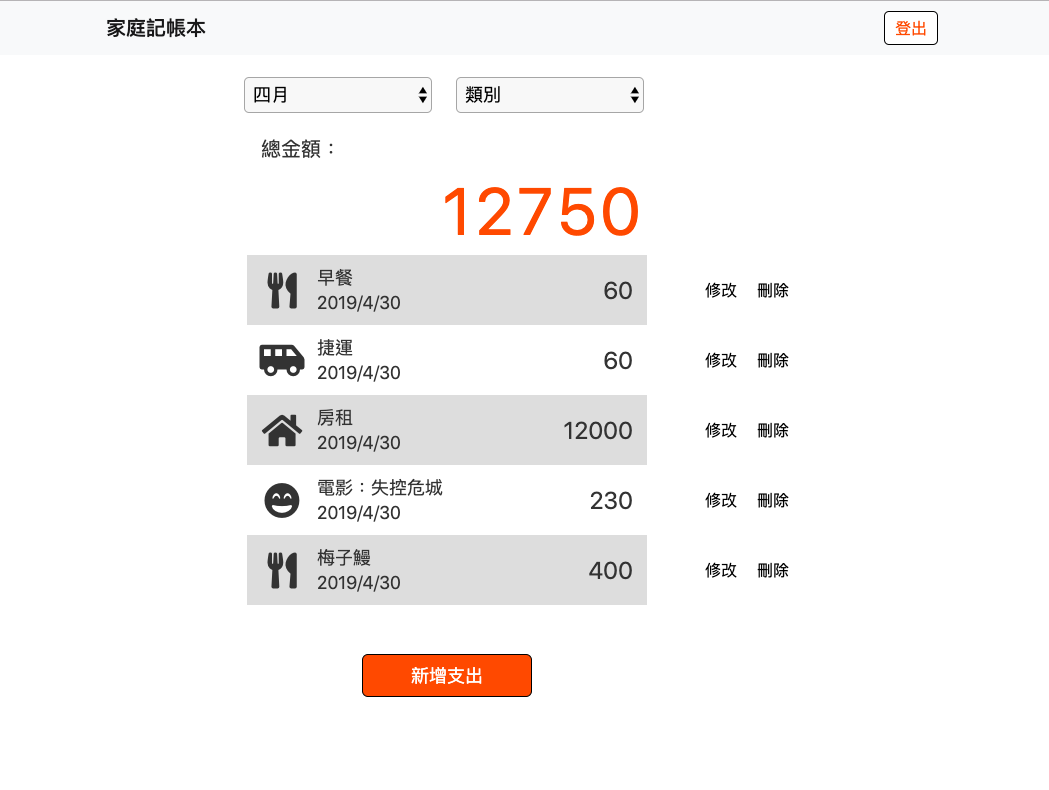 家庭記帳本
登出
四月
類別
總金額：
12750
早餐
2019/4/30
60
修改 刪除
捷運
2019/4/30
60
修改 刪除
房租
2019/4/30
12000
修改 刪除
電影：失控危城
2019/4/30
230
修改 刪除
梅子鰻
2019/4/30
400
修改 刪除
新增支出